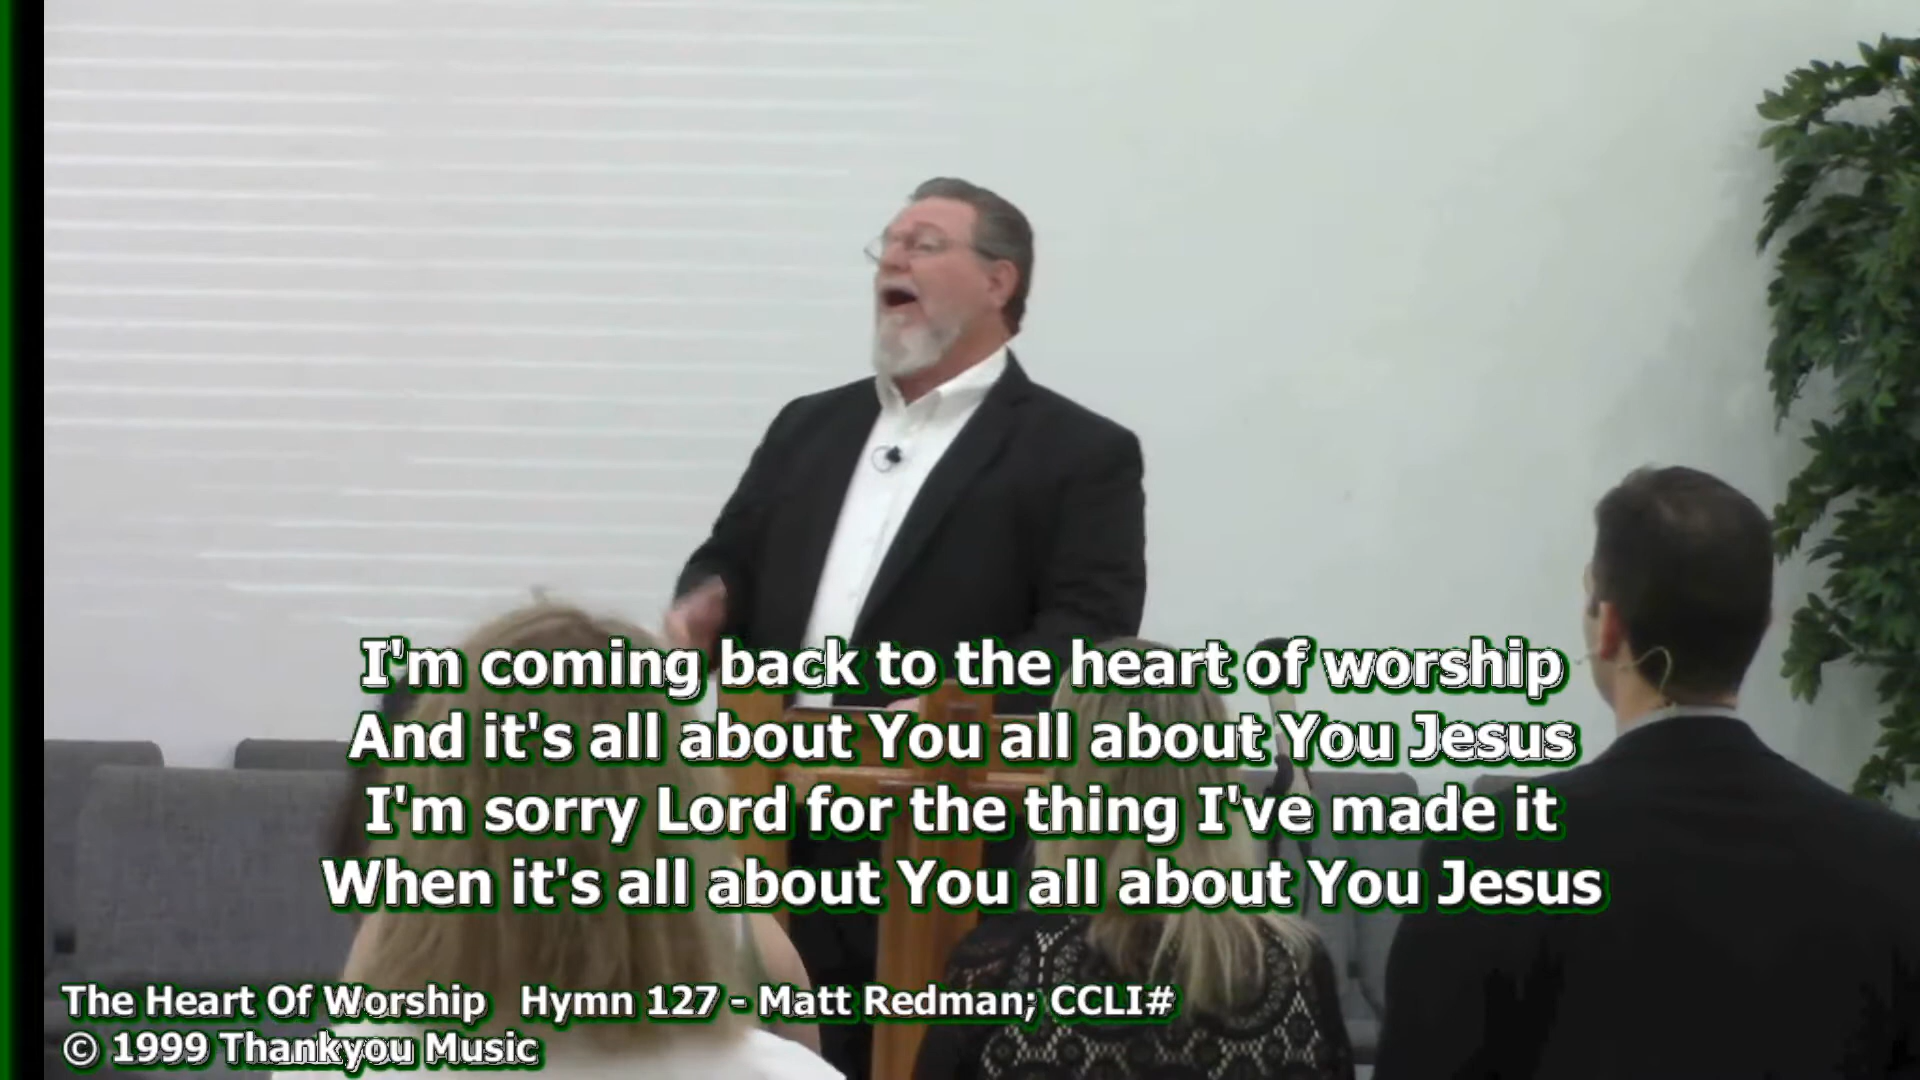 I'm coming back to the heart of worship
And it's all about You all about You Jesus
I'm sorry Lord for the thing I've made it
When it's all about You all about You Jesus
The Heart Of Worship Hymn 127 - Matt Redman; CCLI#
© 1999 Thankyou Music